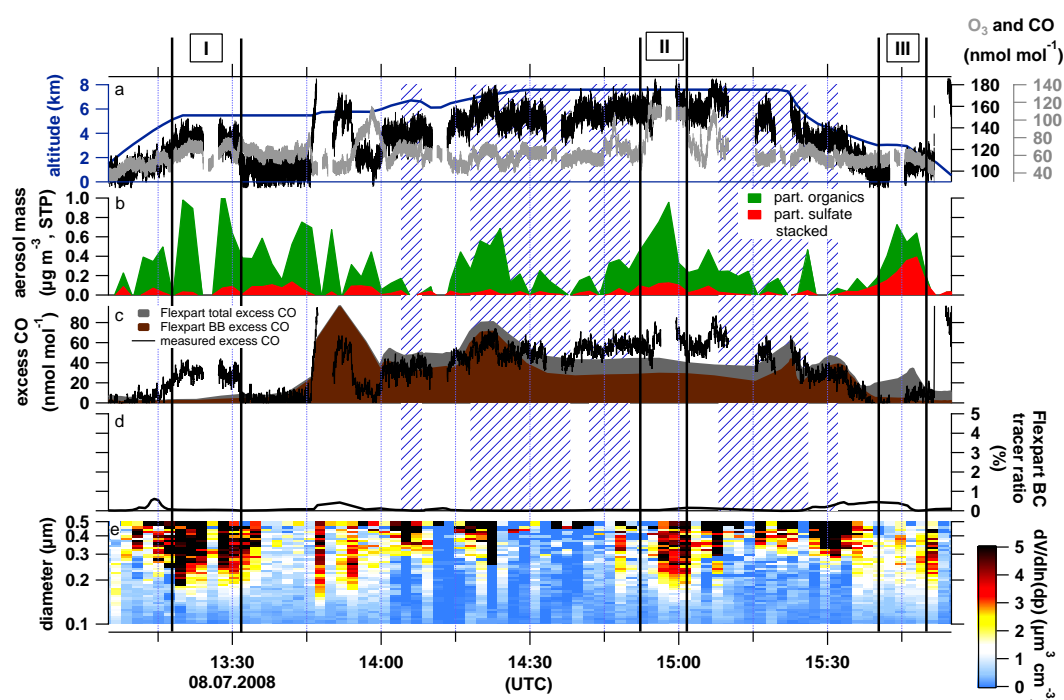 O3 and CO
(nmol mol-1)
I
II
III
a
altitude (km)
8
6
4
2
0
180
160
140
120
100
140
120
100
80
60
40
b
aerosol mass
(µg m-3, STP)
1.0
0.8
0.6
0.4
0.2
0.0
part. organics
part. sulfate
stacked
c
excess CO
(nmol mol-1)
80
60
40
20
0
Flexpart total excess CO
Flexpart BB excess CO
measured excess CO
d
5
4
3
2
1
0
Flexpart BC
tracer ratio
(%)
e
diameter (µm)
0.5
0.4
0.3
0.2
0.1
dV/dln(dp) (µm3 cm-3)
5
4
3
2
1
0
13:30
14:00
14:30
15:00
15:30
08.07.2008
(UTC)